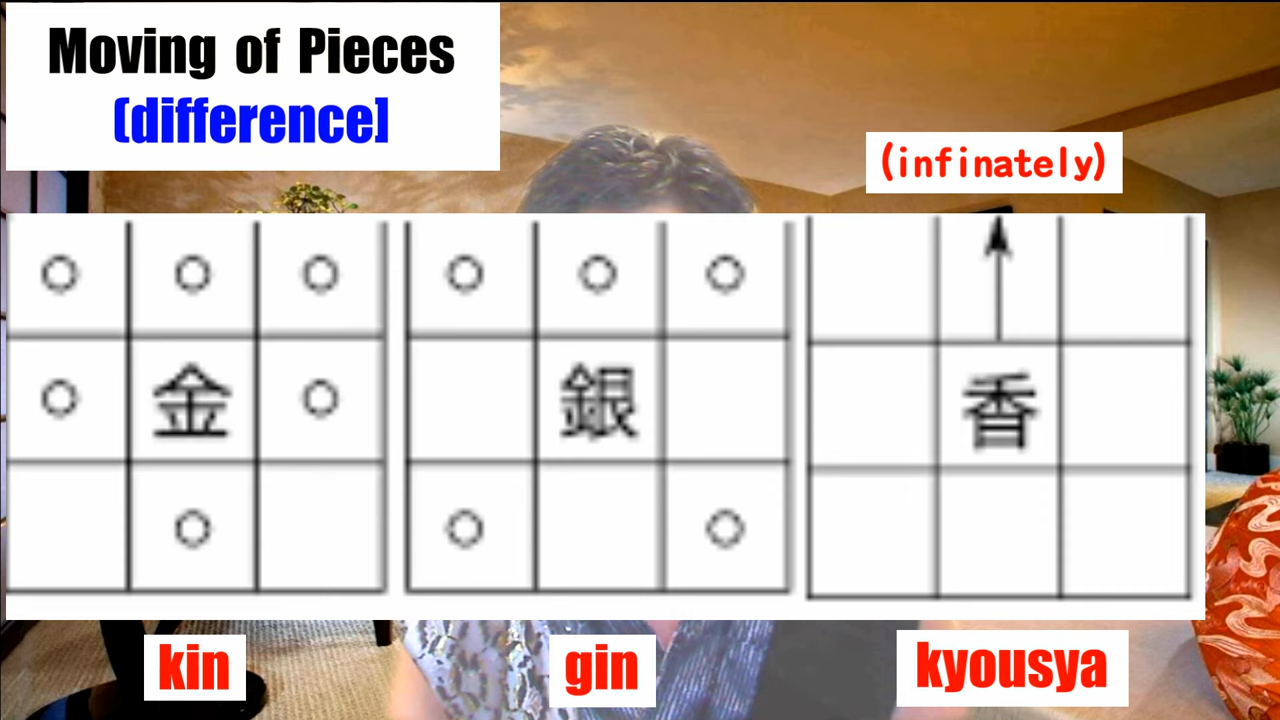 Moving of Pieces
(difference]
(infinately)
金
銀
香
kin
gin
kyousya